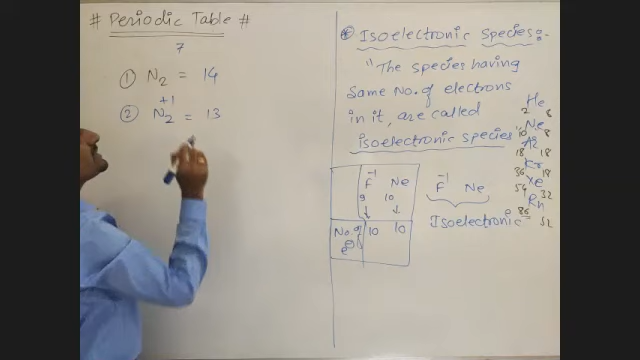 # Periodic Table #
7
① N2 = 14
② N2 +1 = 13
* Isoelectronic Species:-
"The species having
same No. of electrons
in it, are called
isoelectronic species"
2 He 8
10 Ne 8
18 Ar 18
36 Kr 18
54 Xe 32
86 Rn 32
F-1 Ne
9 10
No. of e⊖ 10 10
F-1 Ne
Isoelectronic